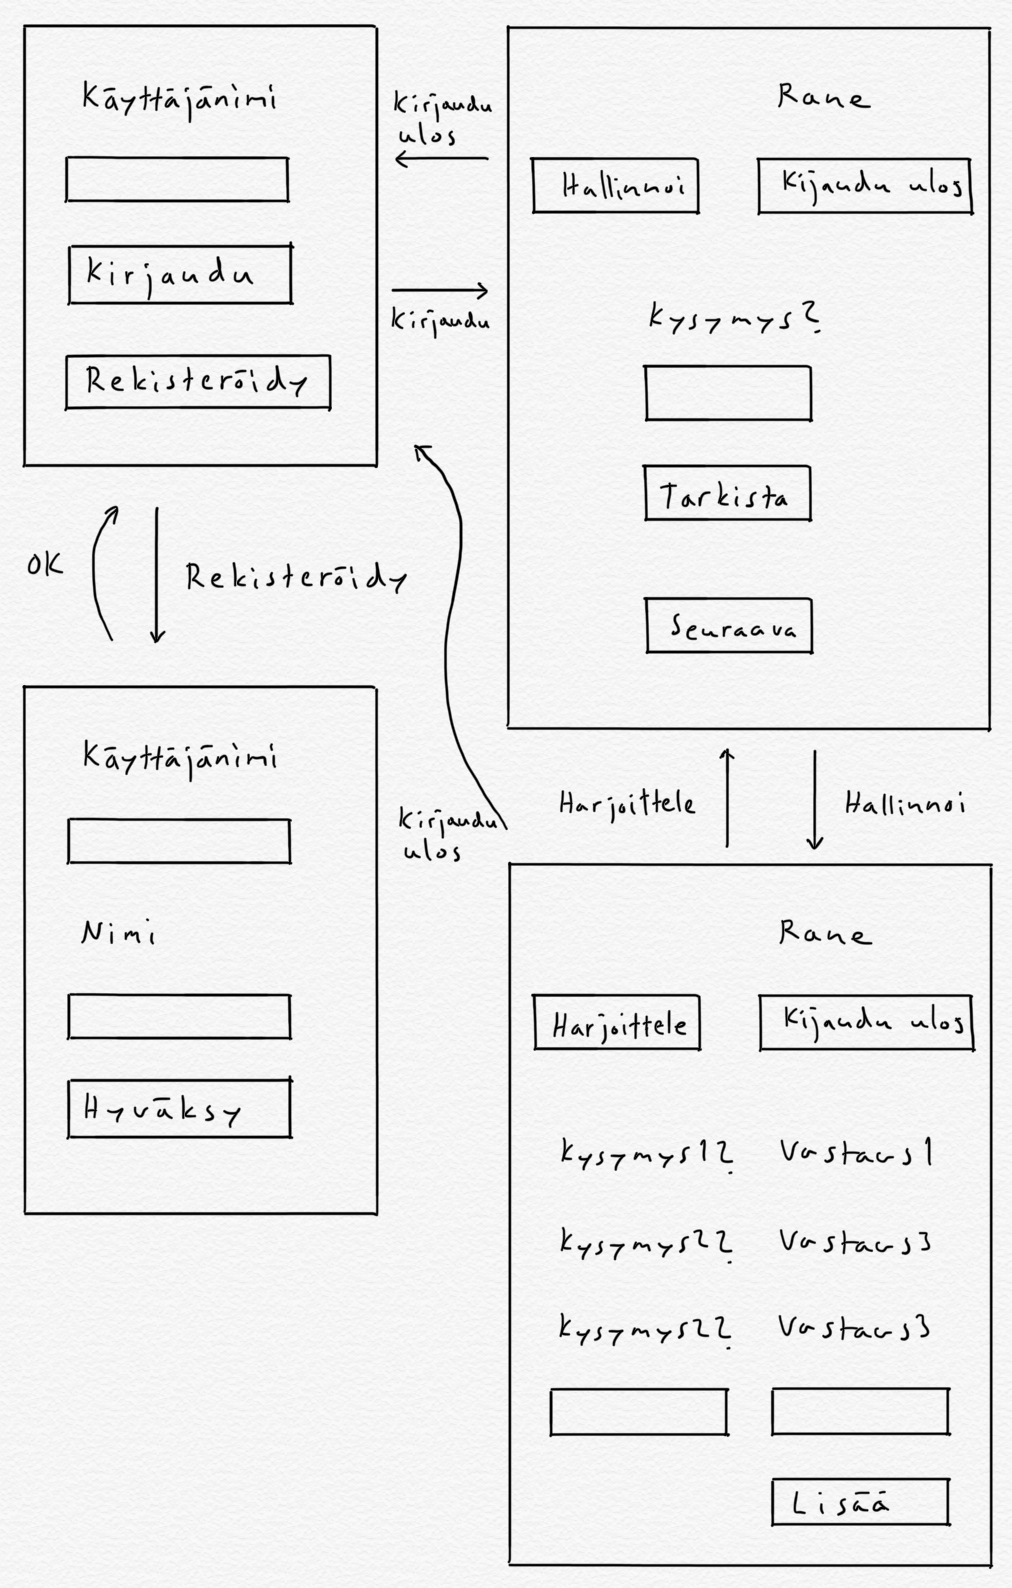 Käyttäjänimi
Kirjaudu
Rekisteröidy
Kirjaudu
ulos
Kirjaudu
Rane
Hallinnoi
Kijaudu ulos
Kysymys?
Tarkista
Seuraava
OK
Rekisteröidy
Käyttäjänimi
Nimi
Hyväksy
Kirjaudu
ulos
Harjoittele
Hallinnoi
Rane
Harjoittele
Kijaudu ulos
Kysymys1? Vastaus1
Kysymys2? Vastaus3
Kysymys2? Vastaus3
Lisää